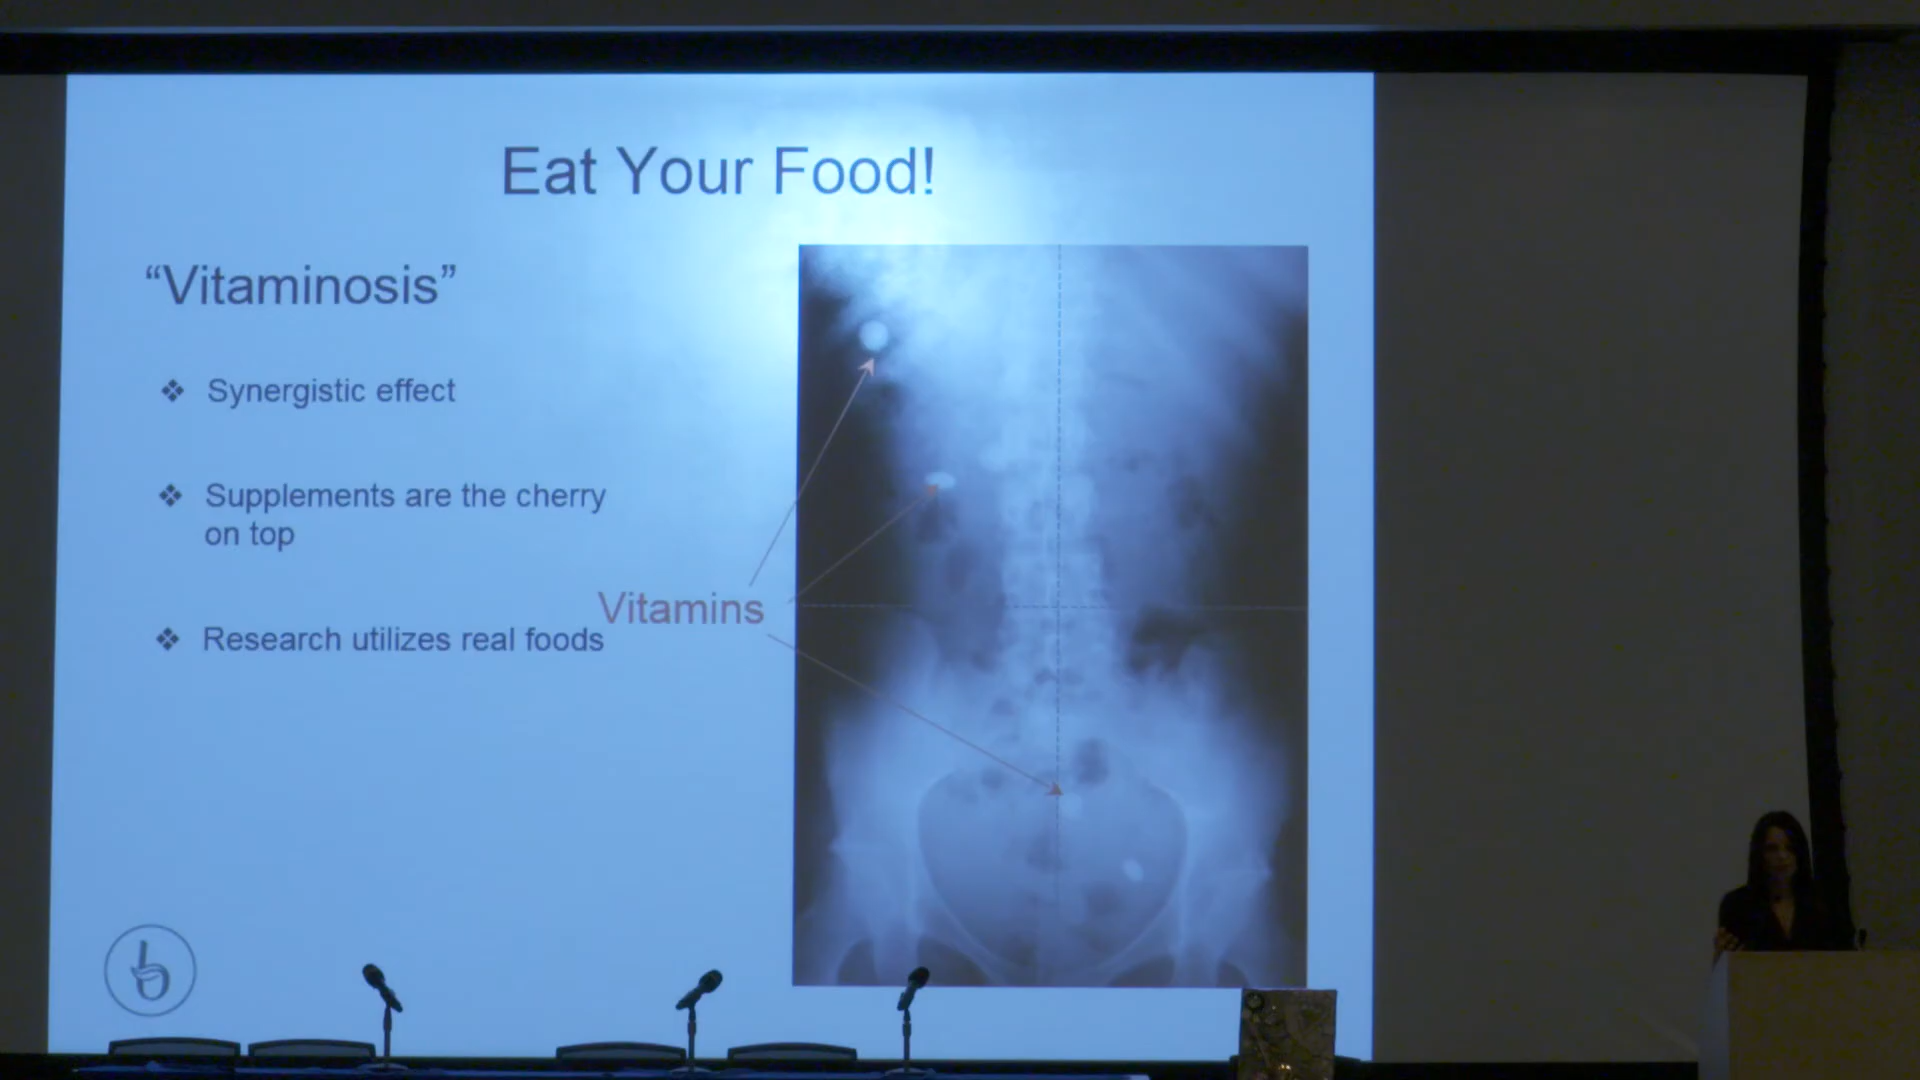 Eat Your Food!
“Vitaminosis”
❖ Synergistic effect
❖ Supplements are the cherry
on top
Vitamins
❖ Research utilizes real foods